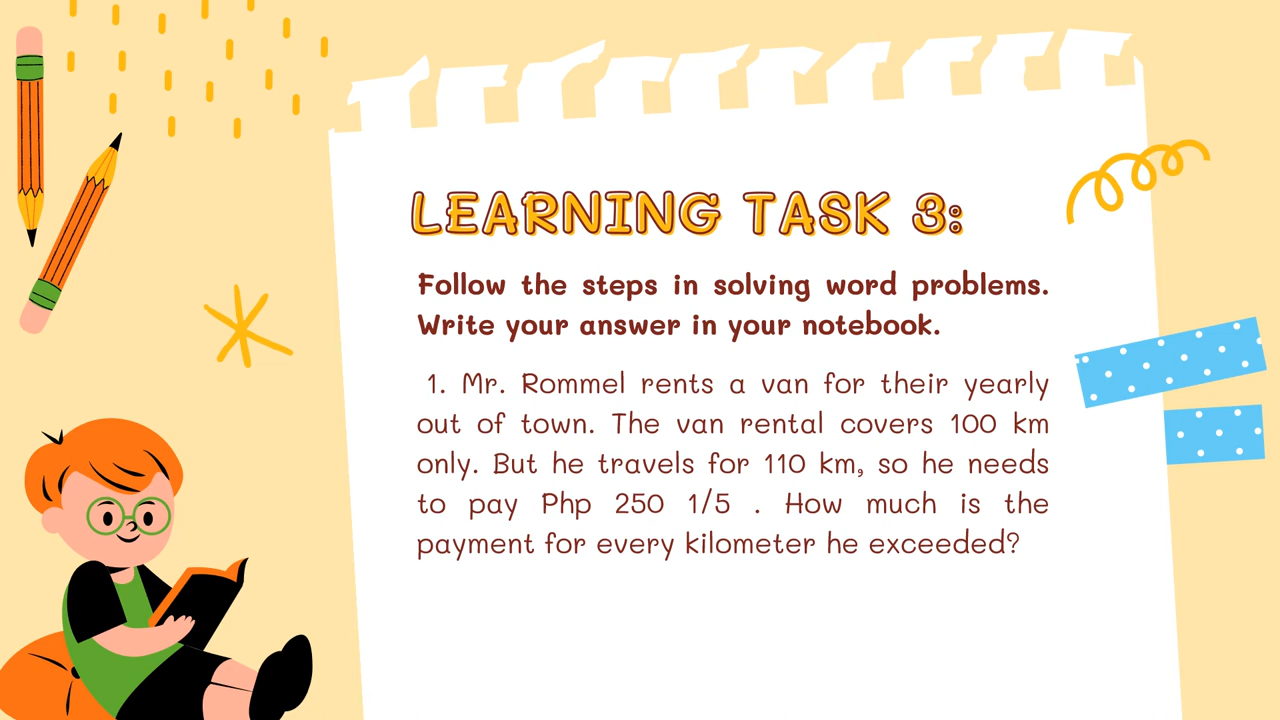 LEARNING TASK 3:
Follow the steps in solving word problems.
Write your answer in your notebook.
1. Mr. Rommel rents a van for their yearly
out of town. The van rental covers 100 km
only. But he travels for 110 km, so he needs
to pay Php 250 1/5 . How much is the
payment for every kilometer he exceeded?